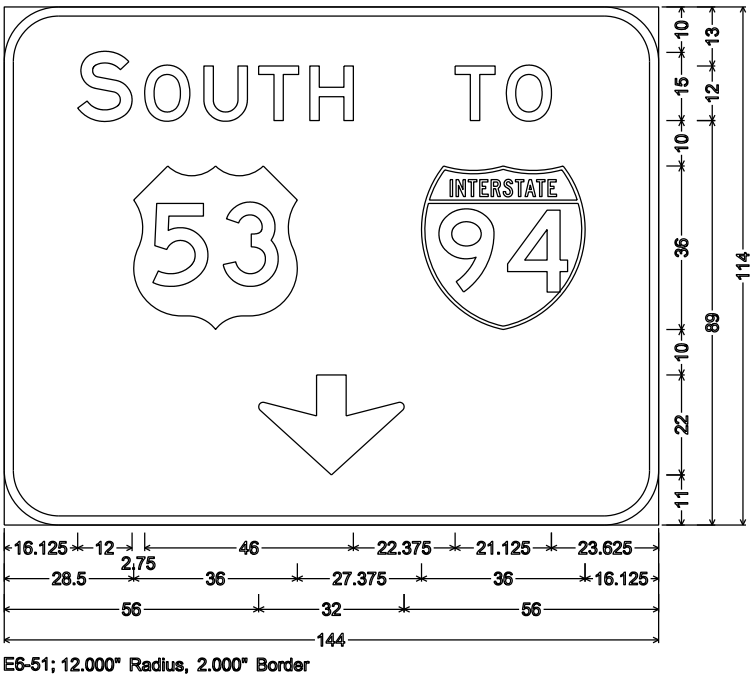 SOUTH TO
INTERSTATE
53 94
10 13
15 12
10
36
114
89
10
22
11
16.125 12 46 22.375 21.125 23.625
2.75
28.5 36 27.375 36 16.125
56 32 56
144
E6-51; 12.000" Radius, 2.000" Border